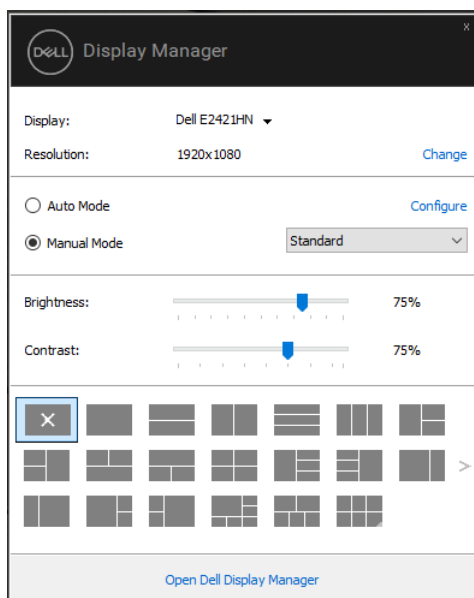 x
DELL Display Manager
Display: Dell E2421HN
Resolution: 1920x1080 Change
Auto Mode Configure
Manual Mode Standard
Brightness: 75%
Contrast: 75%
Open Dell Display Manager